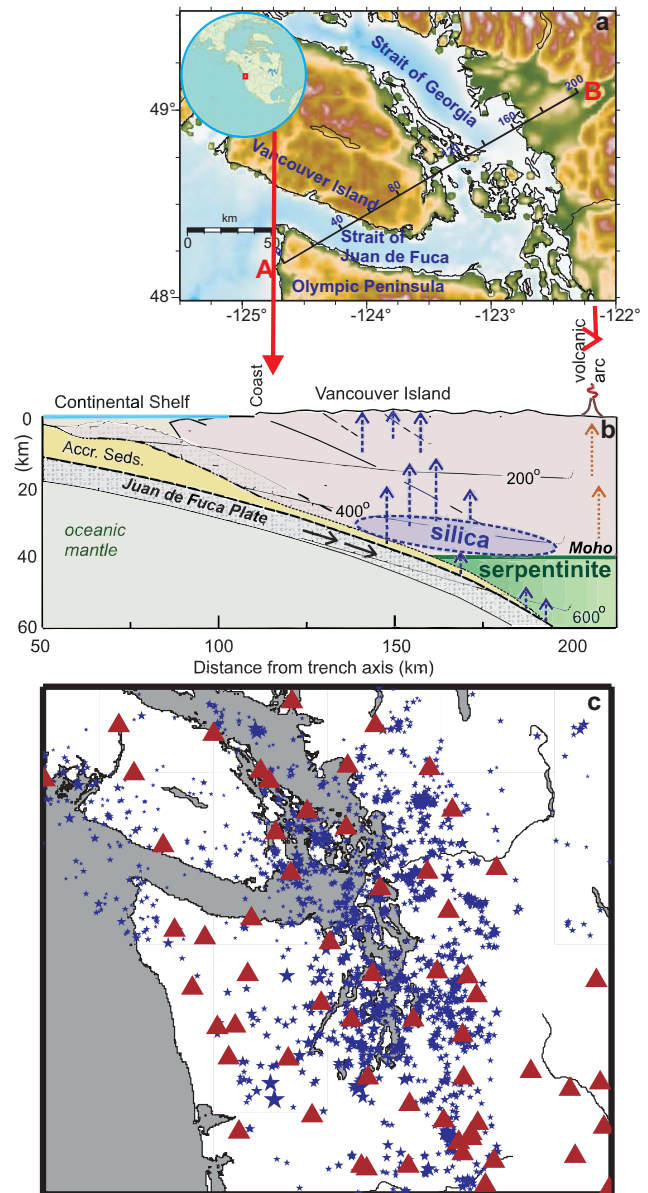 a
Strait of Georgia
200
B
49°
160
120
Vancouver Island
80
km
40
0 50
Strait of
Juan de Fuca
A
Olympic Peninsula
48°
-125° -124° -123° -122°
volcanic
arc
Continental Shelf
Coast
Vancouver Island
b
0
(km)
Accr. Seds.
200°
20
Juan de Fuca Plate
400°
silica
oceanic
mantle
Moho
40
serpentinite
600°
60
50 100 150 200
Distance from trench axis (km)
c